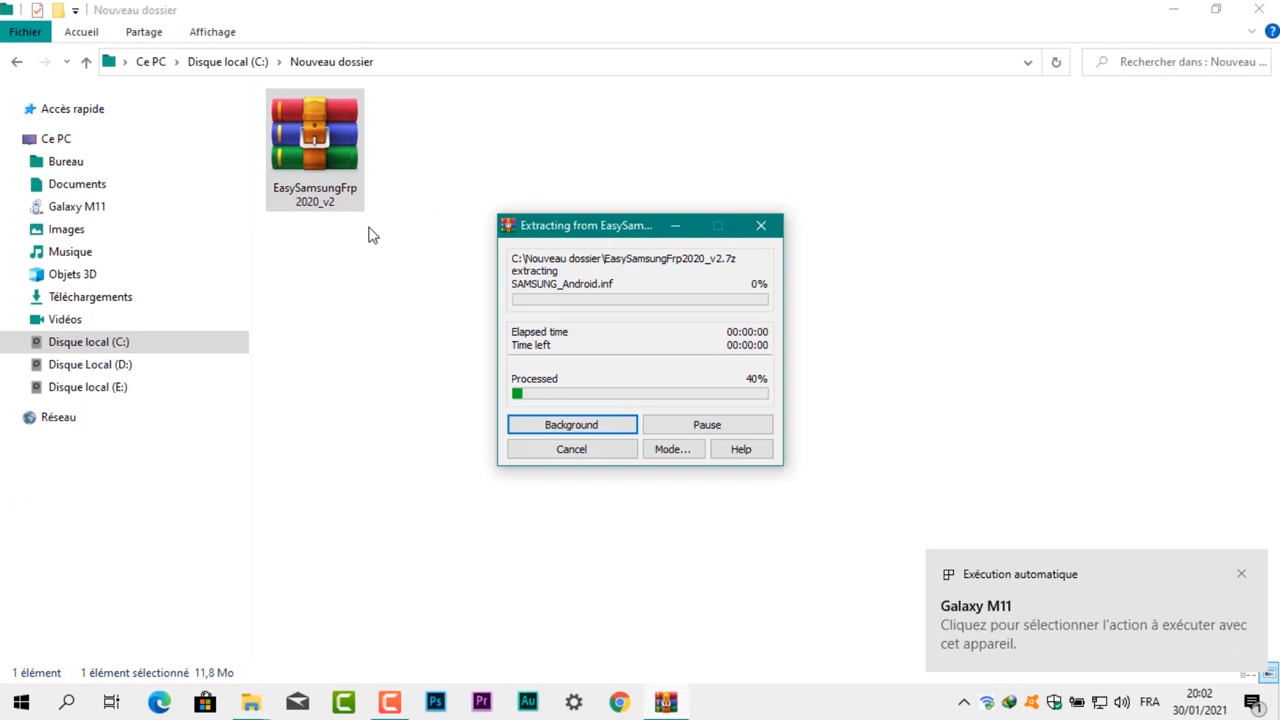 Nouveau dossier
Fichier
Accueil
Partage
Affichage
Ce PC
Disque local (C:)
Nouveau dossier
Rechercher dans : Nouveau ...
Accès rapide
Ce PC
Bureau
Documents
Galaxy M11
Images
Musique
Objets 3D
Téléchargements
Vidéos
Disque local (C:)
Disque Local (D:)
Disque local (E:)
Réseau
EasySamsungFrp
2020_v2
Extracting from EasySam...
C:\Nouveau dossier\EasySamsungFrp2020_v2.7z
extracting
SAMSUNG_Android.inf 0%
Elapsed time 00:00:00
Time left 00:00:00
Processed 40%
Background
Pause
Cancel
Mode...
Help
Exécution automatique
Galaxy M11
Cliquez pour sélectionner l'action à exécuter avec
cet appareil.
1 élément
1 élément sélectionné 11,8 Mo
Ps
Pr
Au
FRA
20:02
30/01/2021
1